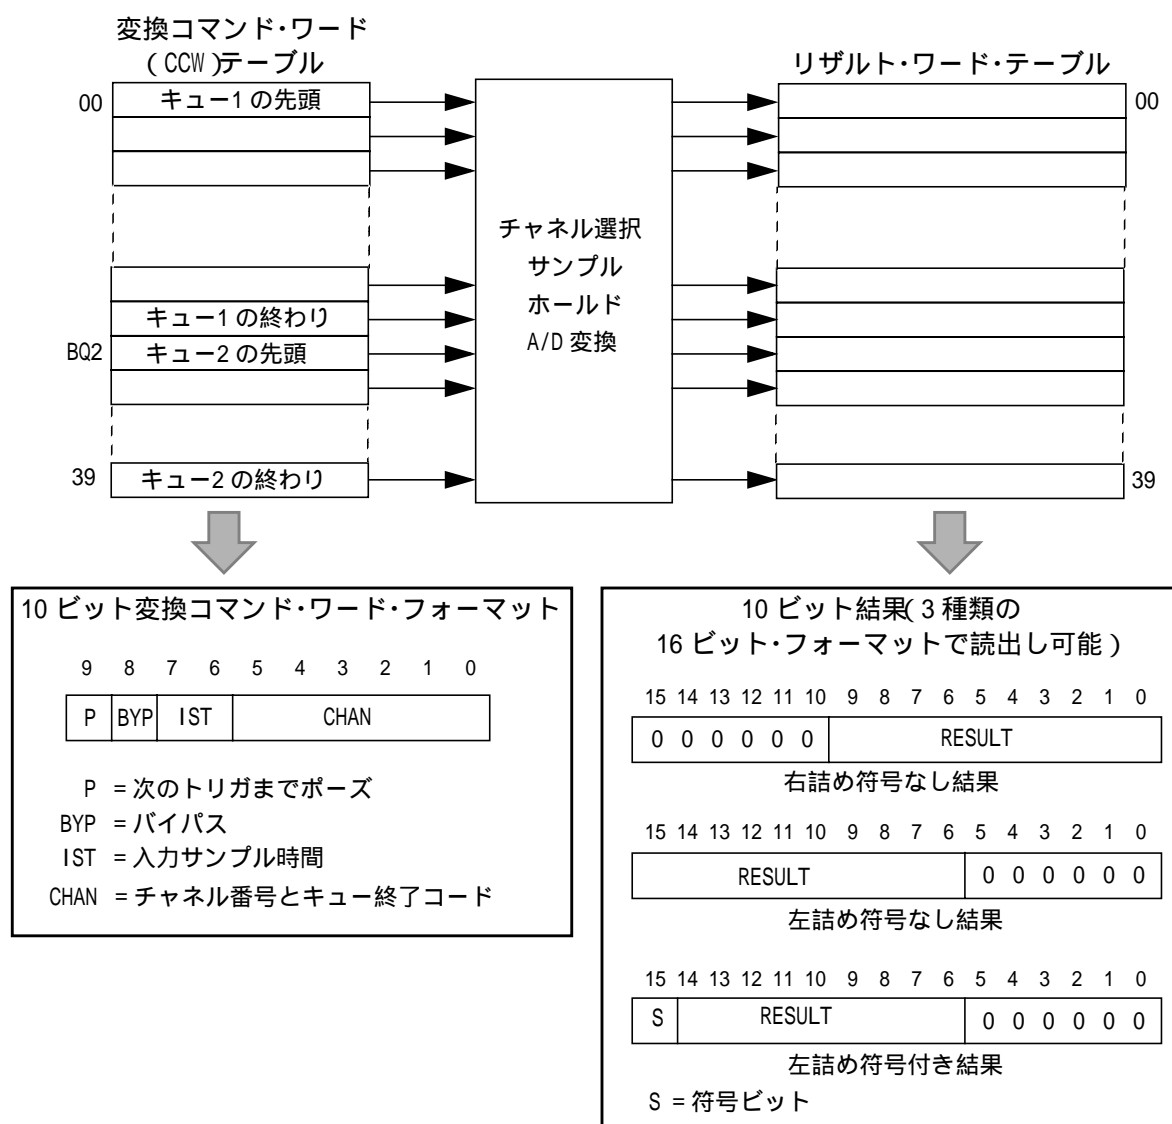 変換コマンド・ワード
(CCW)テーブル
リザルト・ワード・テーブル
00 キュー1の先頭
00
チャネル選択
サンプル
ホールド
A/D 変換
キュー1の終わり
BQ2 キュー2の先頭
39 キュー2の終わり
39
10 ビット変換コマンド・ワード・フォーマット
9 8 7 6 5 4 3 2 1 0
P BYP IST CHAN
P = 次のトリガまでポーズ
BYP = バイパス
IST = 入力サンプル時間
CHAN = チャネル番号とキュー終了コード
10 ビット結果(3 種類の
16 ビット・フォーマットで読出し可能)
15 14 13 12 11 10 9 8 7 6 5 4 3 2 1 0
0 0 0 0 0 0 RESULT
右詰め符号なし結果
15 14 13 12 11 10 9 8 7 6 5 4 3 2 1 0
RESULT 0 0 0 0 0 0
左詰め符号なし結果
15 14 13 12 11 10 9 8 7 6 5 4 3 2 1 0
S RESULT 0 0 0 0 0 0
左詰め符号付き結果
S = 符号ビット